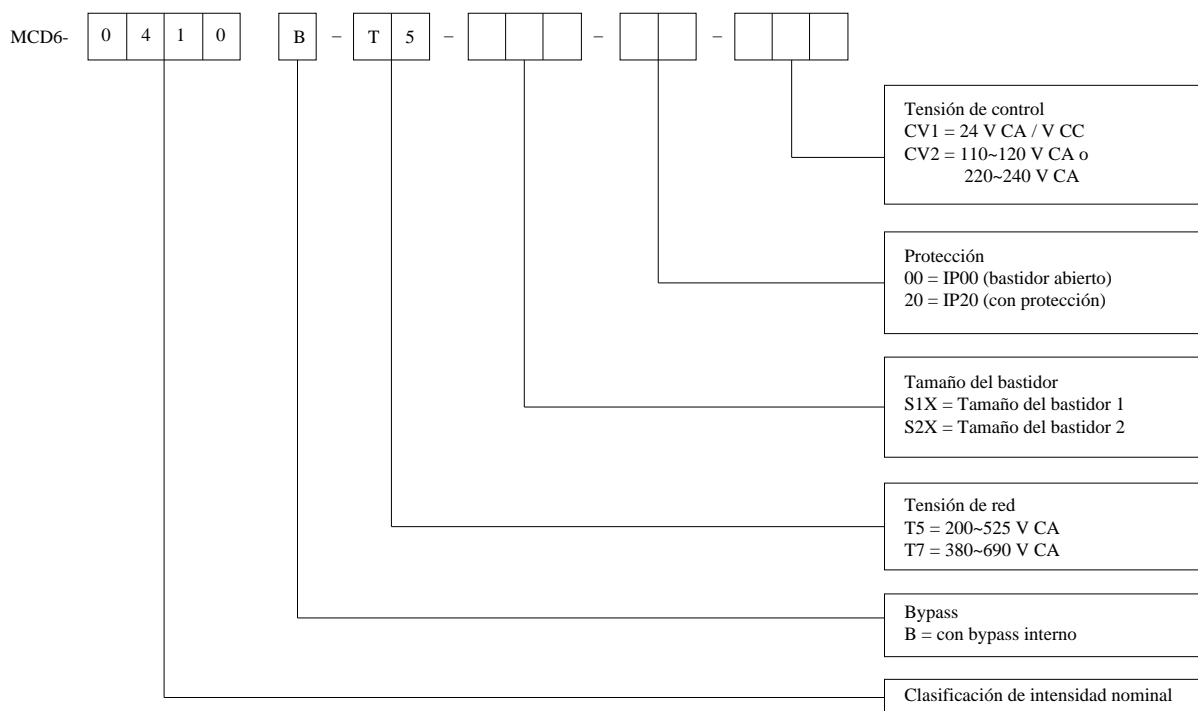 MCD6- 0 4 1 0 B – T 5 – – –
Tensión de control
CV1 = 24 V CA / V CC
CV2 = 110~120 V CA o
220~240 V CA
Protección
00 = IP00 (bastidor abierto)
20 = IP20 (con protección)
Tamaño del bastidor
S1X = Tamaño del bastidor 1
S2X = Tamaño del bastidor 2
Tensión de red
T5 = 200~525 V CA
T7 = 380~690 V CA
Bypass
B = con bypass interno
Clasificación de intensidad nominal